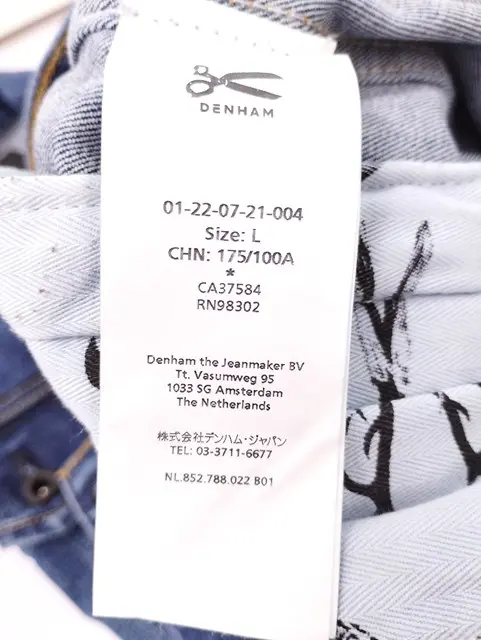 DENHAM
01-22-07-21-004
Size: L
CHN: 175/100A
*
CA37584
RN98302
Denham the Jeanmaker BV
Tt. Vasumweg 95
1033 SG Amsterdam
The Netherlands
株式会社デンハム・ジャパン
TEL: 03-3711-6677
NL.852.788.022 B01